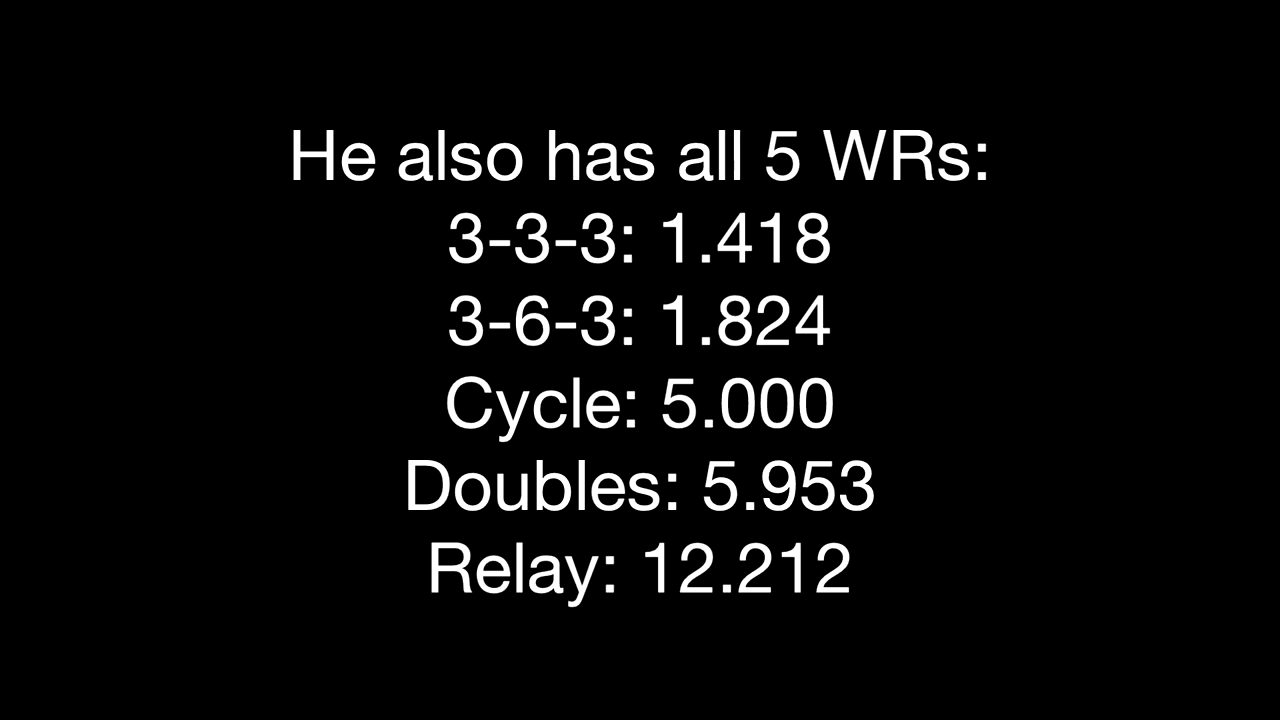 He also has all 5 WRs:
3-3-3: 1.418
3-6-3: 1.824
Cycle: 5.000
Doubles: 5.953
Relay: 12.212